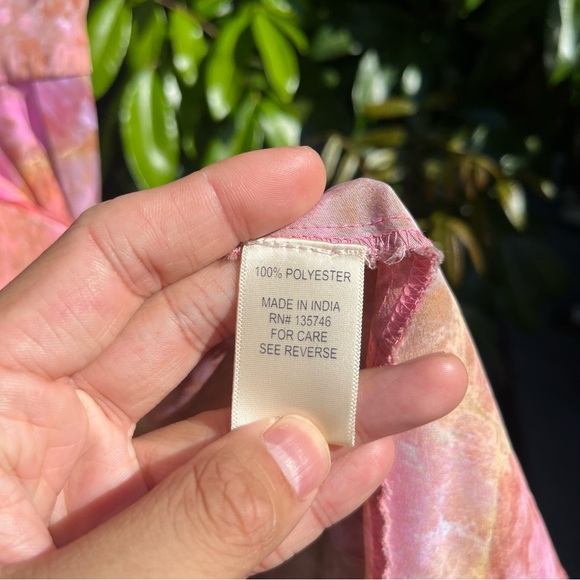 100% POLYESTER
MADE IN INDIA
RN# 135746
FOR CARE
SEE REVERSE